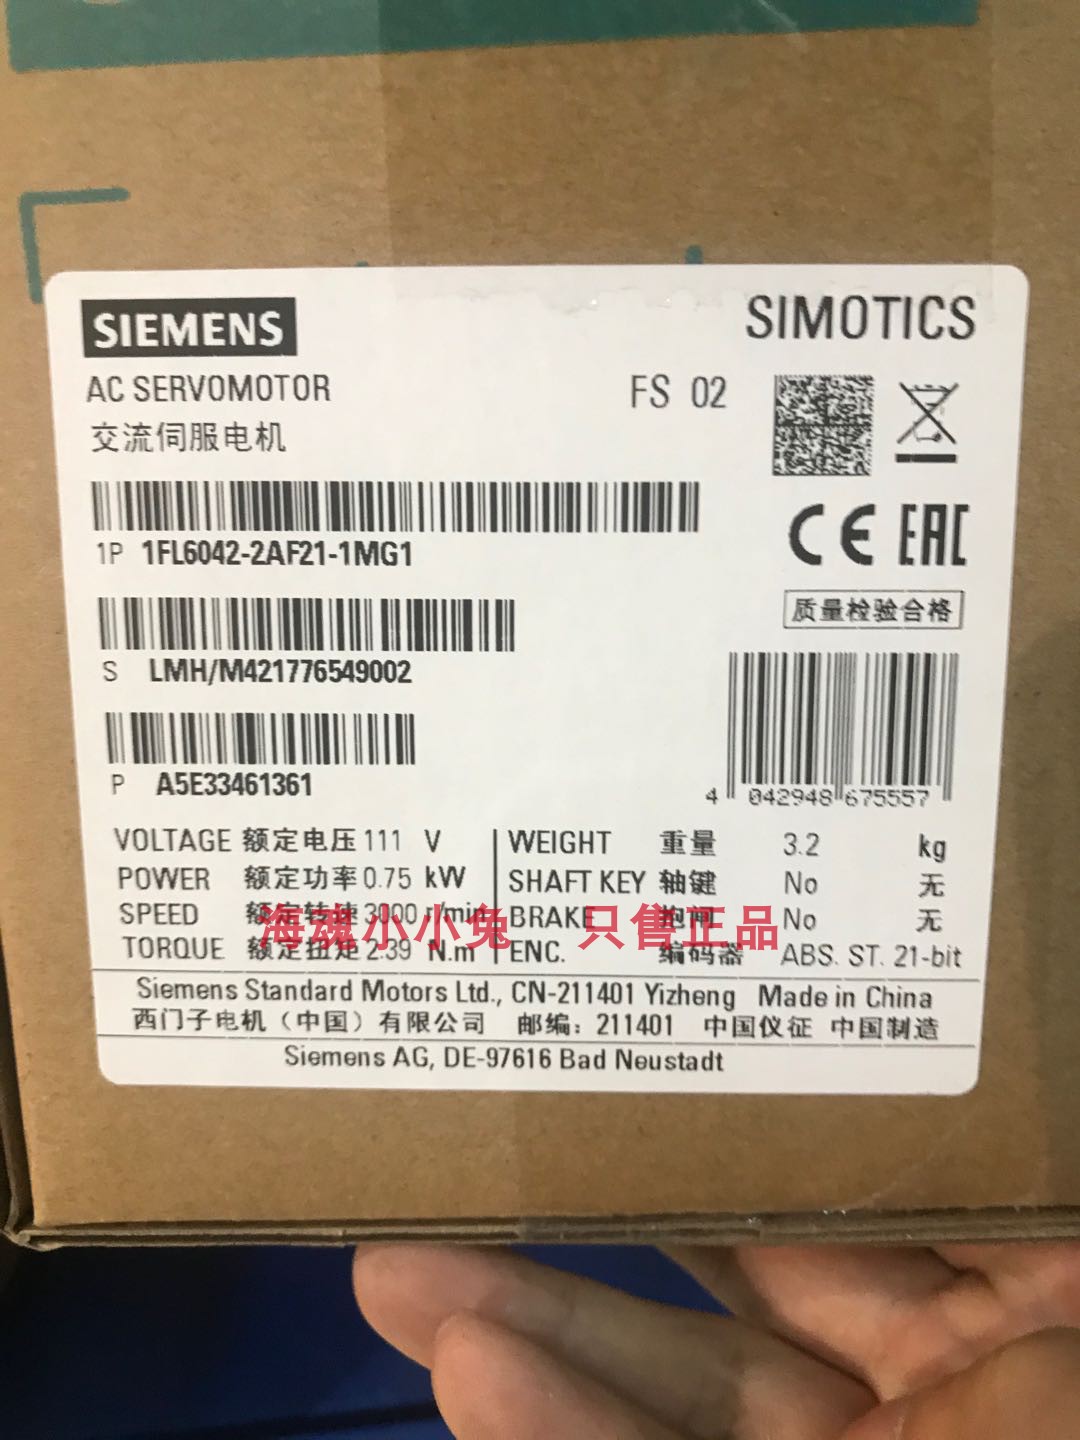 SIEMENS
SIMOTICS
AC SERVOMOTOR
FS 02
交流伺服电机
1P 1FL6042-2AF21-1MG1
CE EAC
质量检验合格
S LMH/M421776549002
P A5E33461361
4 042948 675557
VOLTAGE 额定电压 111 V
WEIGHT 重量 3.2 kg
POWER 额定功率 0.75 kW
SHAFT KEY 轴键 No 无
SPEED 额定转速 3000 r/min
BRAKE 抱闸 No 无
海魂小小兔 只售正品
TORQUE 额定扭矩 2.39 N.m
ENC. 编码器 ABS. ST. 21-bit
Siemens Standard Motors Ltd., CN-211401 Yizheng Made in China
西门子电机（中国）有限公司 邮编：211401 中国仪征 中国制造
Siemens AG, DE-97616 Bad Neustadt